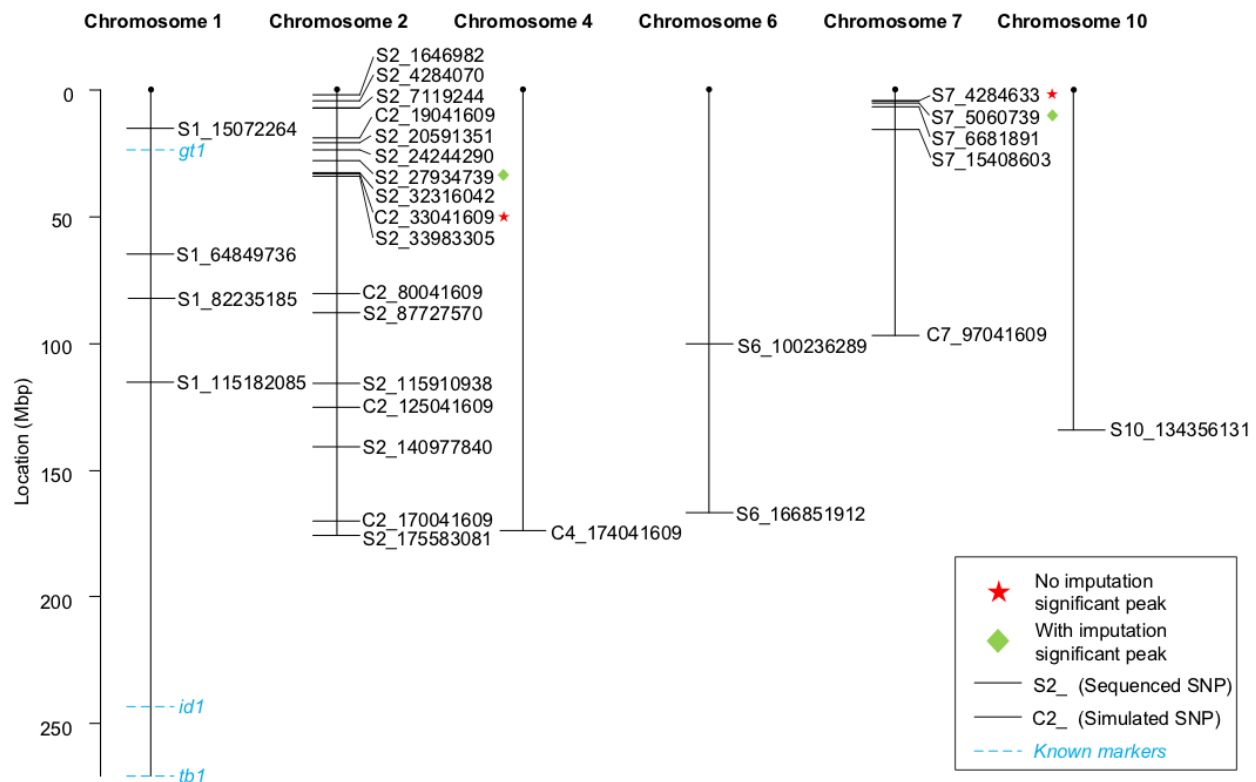 Chromosome 1
Chromosome 2
Chromosome 4
Chromosome 6
Chromosome 7
Chromosome 10
Location (Mbp)
0
50
100
150
200
250
S1_15072264
gt1
S1_64849736
S1_82235185
S1_115182085
id1
tb1
S2_1646982
S2_4284070
S2_7119244
C2_19041609
S2_20591351
S2_24244290
S2_27934739
S2_32316042
C2_33041609
S2_33983305
C2_80041609
S2_87727570
S2_115910938
C2_125041609
S2_140977840
C2_170041609
S2_175583081
C4_174041609
S6_100236289
S6_166851912
S7_4284633
S7_5060739
S7_6681891
S7_15408603
C7_97041609
S10_134356131
No imputation
significant peak
With imputation
significant peak
S2_ (Sequenced SNP)
C2_ (Simulated SNP)
Known markers